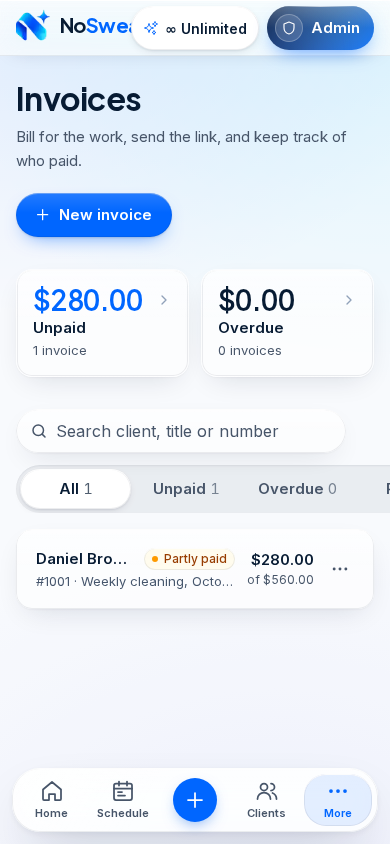 NoSwea
∞ Unlimited
Admin
Invoices
Bill for the work, send the link, and keep track of
who paid.
New invoice
$280.00
Unpaid
1 invoice
$0.00
Overdue
0 invoices
Search client, title or number
All 1
Unpaid 1
Overdue 0
Daniel Bro…
Partly paid
$280.00
#1001 · Weekly cleaning, Octo…
of $560.00
Home
Schedule
Clients
More